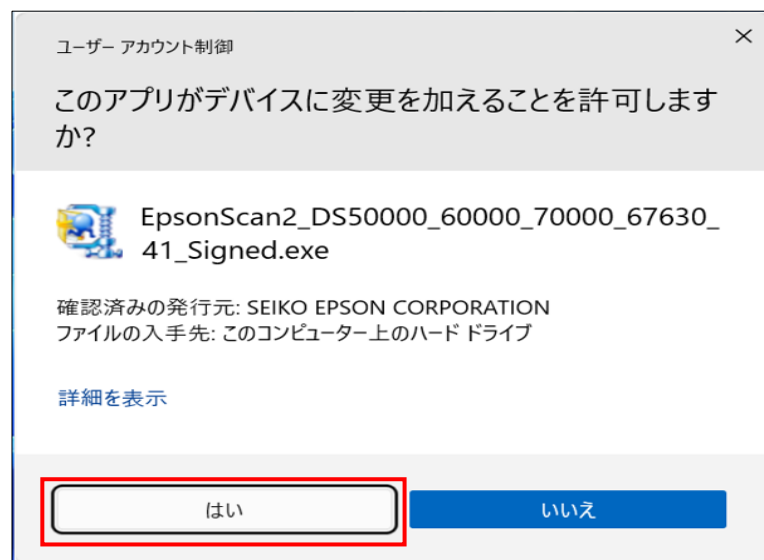 ユーザー アカウント制御
このアプリがデバイスに変更を加えることを許可します
か?
EpsonScan2_DS50000_60000_70000_67630_
41_Signed.exe
確認済みの発行元: SEIKO EPSON CORPORATION
ファイルの入手先: このコンピューター上のハード ドライブ
詳細を表示
はい
いいえ